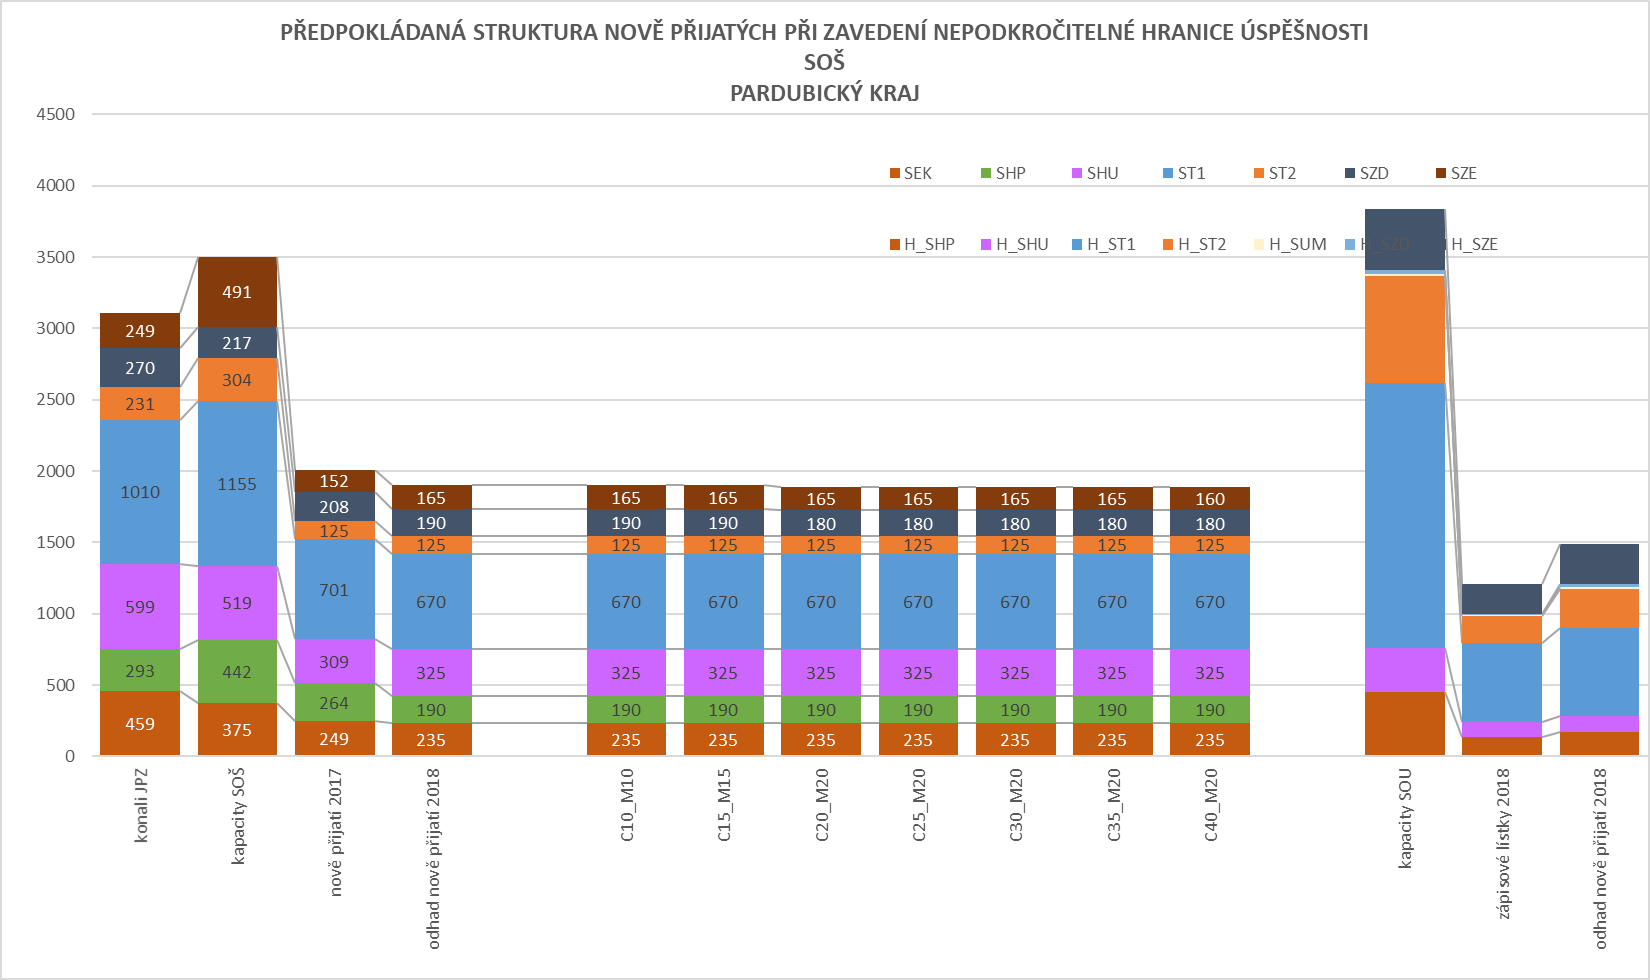 PŘEDPOKLÁDANÁ STRUKTURA NOVĚ PŘIJATÝCH PŘI ZAVEDENÍ NEPODKROČITELNÉ HRANICE ÚSPĚŠNOSTI
SOŠ
PARDUBICKÝ KRAJ
4500
4000
3500
3000
2500
2000
1500
1000
500
0
SEK SHP SHU ST1 ST2 SZD SZE
H_SHP H_SHU H_ST1 H_ST2 H_SUM H_SZD H_SZE
249 270 231 1010 599 293 459
491 217 304 1155 519 442 375
152 208 125 701 309 264 249
165 190 125 670 325 190 235
165 190 125 670 325 190 235
165 190 125 670 325 190 235
165 180 125 670 325 190 235
165 180 125 670 325 190 235
165 180 125 670 325 190 235
165 180 125 670 325 190 235
160 180 125 670 325 190 235
konali JPZ
kapacity SOŠ
nově přijatí 2017
odhad nově přijatí 2018
C10_M10
C15_M15
C20_M20
C25_M20
C30_M20
C35_M20
C40_M20
kapacity SOU
zápisové lístky 2018
odhad nově přijatí 2018